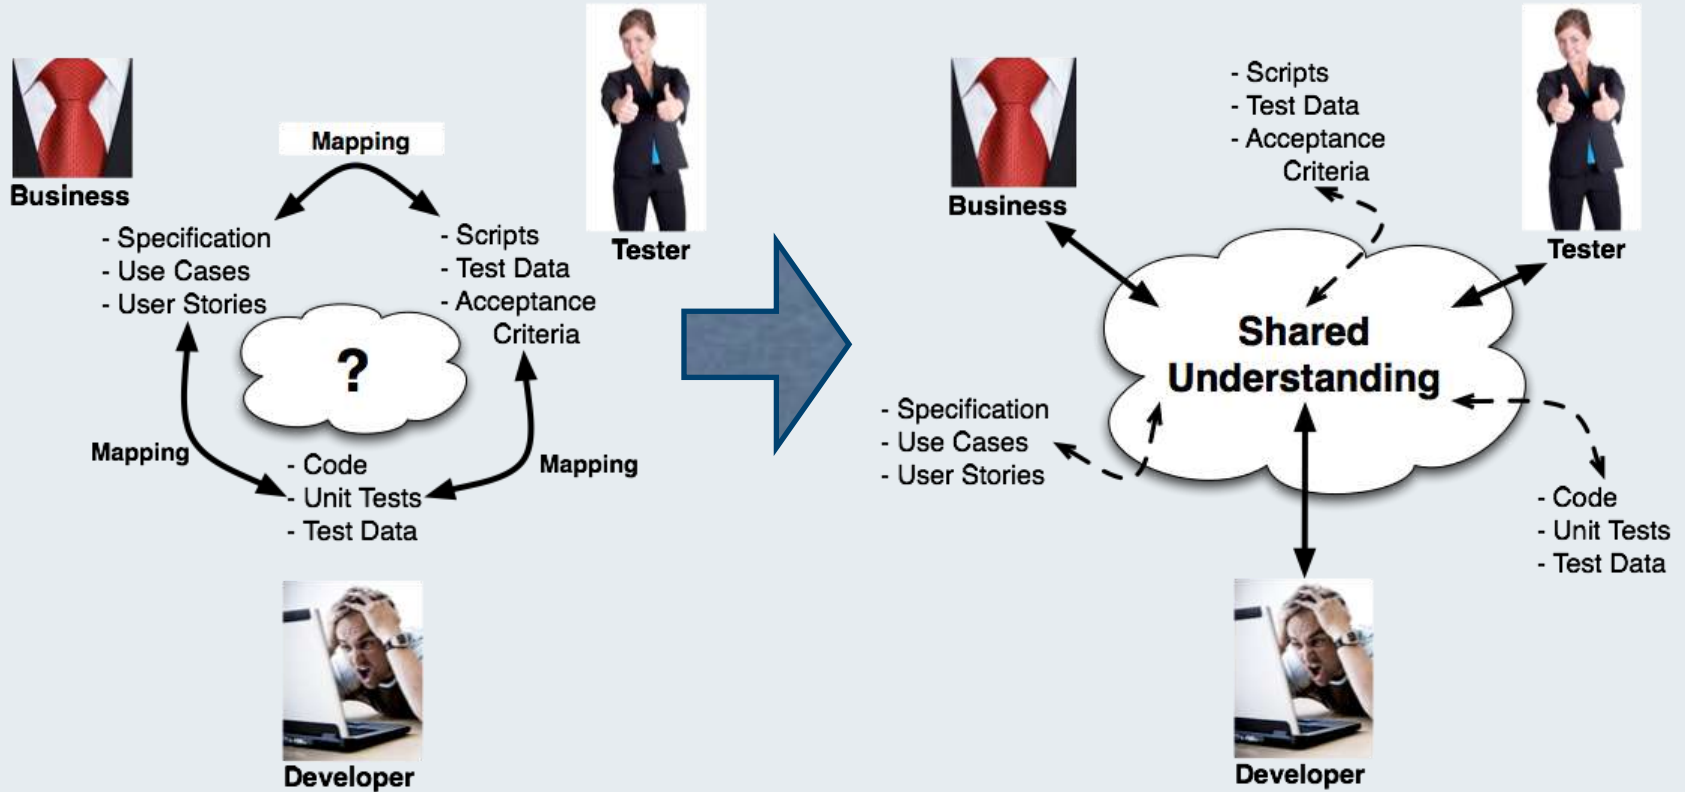 Mapping
Business
- Specification
- Use Cases
- User Stories
- Scripts
- Test Data
- Acceptance
Criteria
Tester
?
Mapping
Mapping
- Code
- Unit Tests
- Test Data
Developer
Business
- Scripts
- Test Data
- Acceptance
Criteria
Tester
Shared
Understanding
- Specification
- Use Cases
- User Stories
- Code
- Unit Tests
- Test Data
Developer